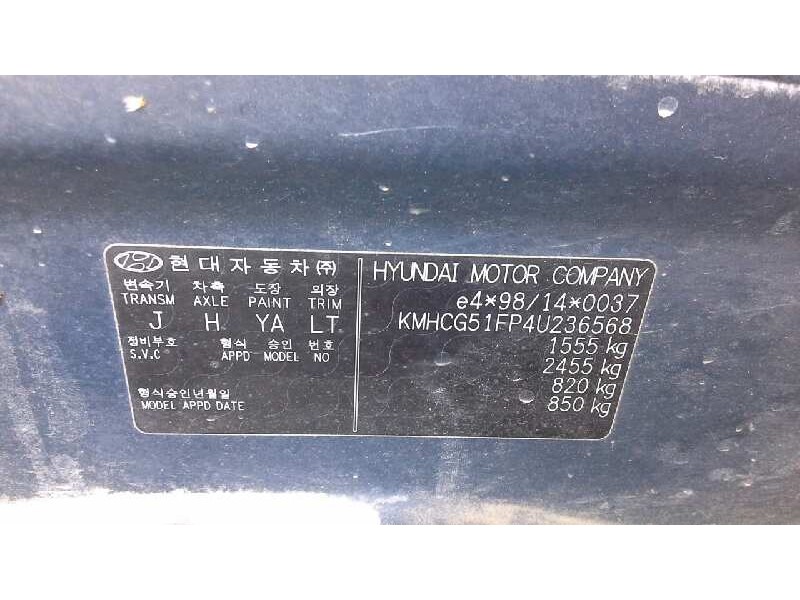 현대자동차㈜
변속기 차축 도장 외장
TRANSM AXLE PAINT TRIM
J H YA LT
정비부호 형식 승인 번호
S.V.C APPD MODEL NO
형식승인년월일
MODEL APPD DATE
HYUNDAI MOTOR COMPANY
e4*98/14*0037
KMHCG51FP4U236568
1555 kg
2455 kg
820 kg
850 kg